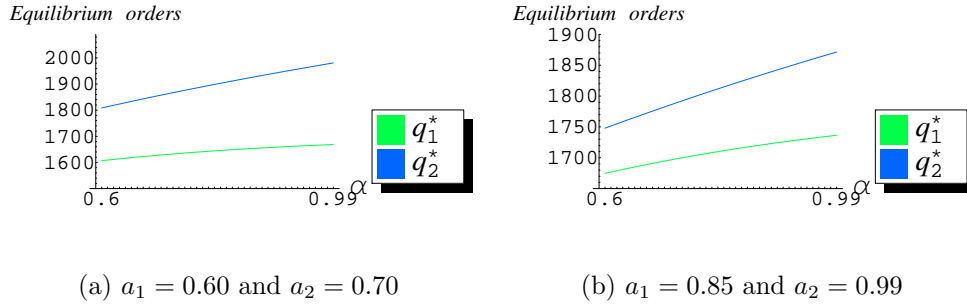 Equilibrium orders
2000
1900
1800
1700
1600
0.6
0.99
α
q₁*
q₂*
(a) a₁ = 0.60 and a₂ = 0.70
Equilibrium orders
1900
1850
1800
1750
1700
0.6
0.99
α
q₁*
q₂*
(b) a₁ = 0.85 and a₂ = 0.99